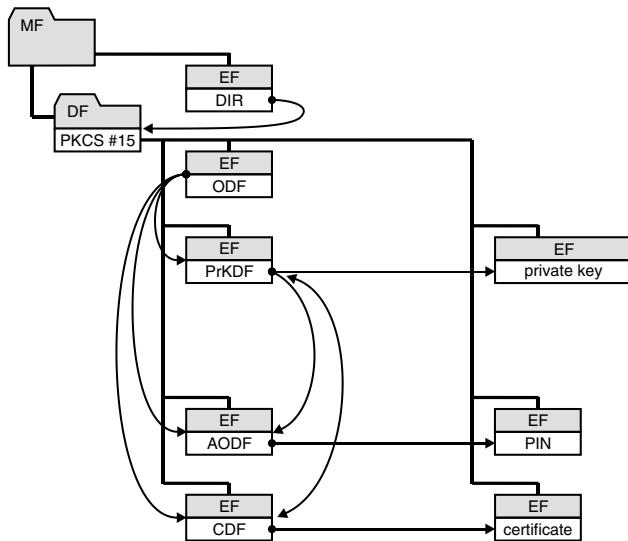 MF
EF
DIR
DF
PKCS #15
EF
ODF
EF
PrKDF
EF
private key
EF
AODF
EF
PIN
EF
CDF
EF
certificate